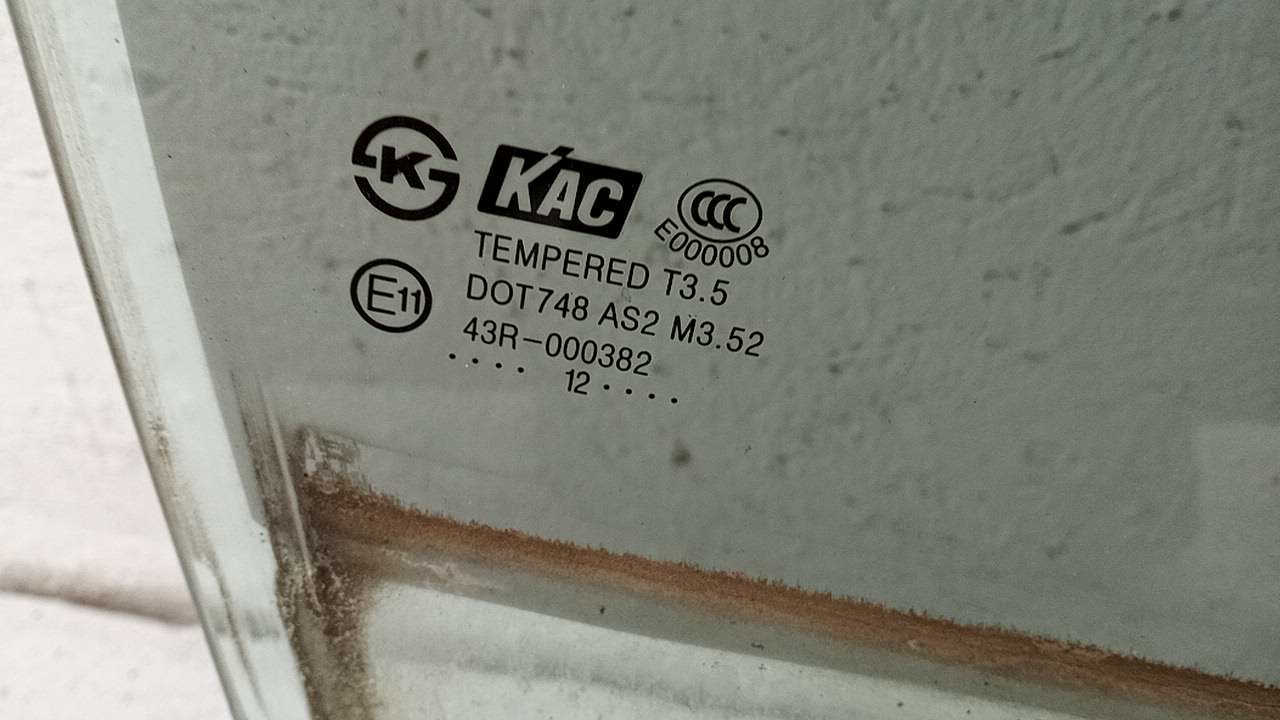 K
KAC
CCC
E000008
TEMPERED T3.5
E11
DOT748 AS2 M3.52
43R-000382
.... 12 ....